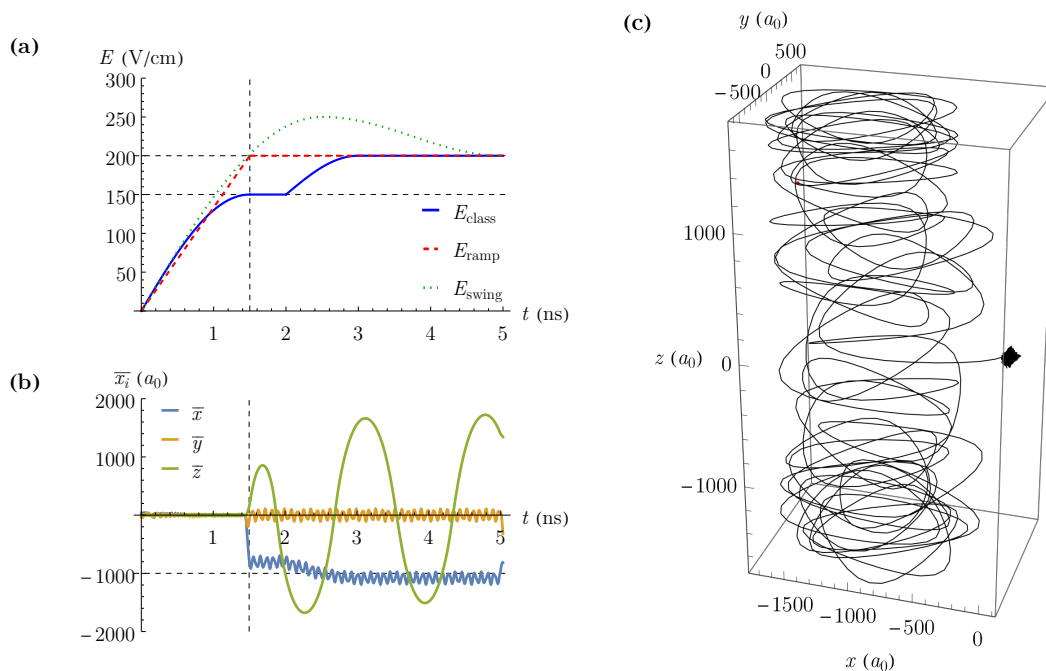 (a)
E (V/cm)
300
250
200
150
100
50
1 2 3 4 5
t (ns)
E_class
E_ramp
E_swing
(b)
x̅_i (a_0)
2000
1000
−1000
−2000
1 2 3 4 5
t (ns)
x̅
y̅
z̅
(c)
y (a_0)
500
0
−500
1000
z (a_0) 0
−1000
−1500
−1000
−500
0
x (a_0)